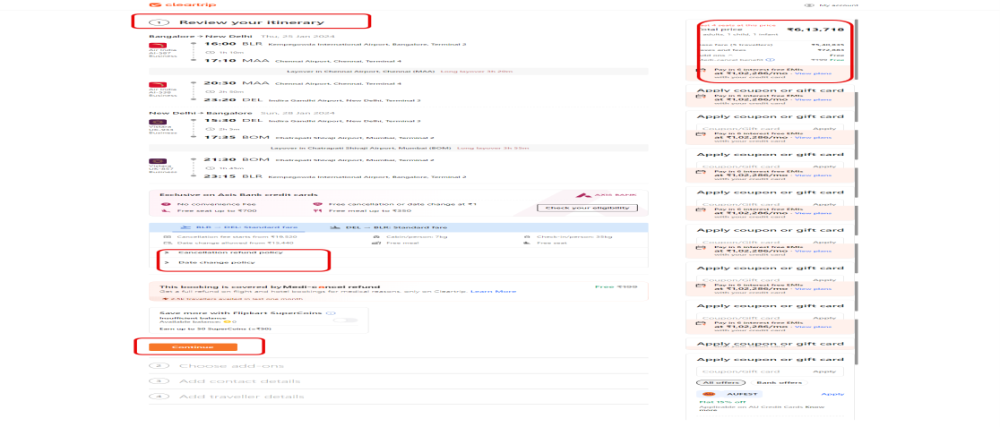 cleartrip
My account
1 Review your itinerary
Bangalore → New Delhi Thu, 25 Jan 2024
Air India
AI-587
Business
16:00 BLR Kempegowda International Airport, Bangalore, Terminal 2
1h 10m
17:10 MAA Chennai Airport, Chennai, Terminal 4
Layover in Chennai Airport, Chennai (MAA) Long layover 3h 20m
Air India
Business
20:30 MAA Chennai Airport, Chennai, Terminal 4
2h 50m
23:20 DEL Indira Gandhi Airport, New Delhi, Terminal 3
New Delhi → Bangalore Sun, 28 Jan 2024
Vistara
Business
15:30 DEL Indira Gandhi Airport, New Delhi, Terminal 3
2h 5m
17:35 BOM Chatrapati Shivaji Airport, Mumbai, Terminal 2
Layover in Chatrapati Shivaji Airport, Mumbai (BOM) Long layover 3h 55m
Vistara
UK-857
Business
21:30 BOM Chatrapati Shivaji Airport, Mumbai, Terminal 2
1h 45m
23:15 BLR Kempegowda International Airport, Bangalore, Terminal 2
Exclusive on Axis Bank credit cards
AXIS BANK
No convenience Fee
Free cancellation or date change at ₹1
Free seat up to ₹700
Free meal up to ₹350
Check your eligibility
BLR → DEL: Standard fare
DEL → BLR: Standard fare
Cancellation fee starts from
Cabin/person: 7kg
Check-in/person: 35kg
Date change allowed from
Free meal
Free seat
Cancellation refund policy
Date change policy
This booking is covered by Medi-cancel refund
Free ₹199
Get a full refund on flight and hotel bookings for medical reasons, only on Cleartrip. Learn More
2.5k travellers availed in last one month
Save more with Flipkart SuperCoins
Insufficient balance
Available balance: 0
Earn up to 50 SuperCoins (=₹50)
Continue
2 Choose add-ons
3 Add contact details
4 Add traveller details
4 seats at this price
Total price ₹6,13,718
adults, 1 child, 1 infant
Base fare (5 travellers) ₹5,40,835
Taxes and fees ₹72,883
Add ons Free
Medi-cancel benefit ₹199 Free
Pay in 6 interest free EMIs
at ₹1,02,286/mo - View plans
with your credit card
Apply coupon or gift card
Pay in 6 interest free EMIs
at ₹1,02,286/mo - View plans
with your credit card
Apply coupon or gift card
Coupon/Gift card Apply
Pay in 6 interest free EMIs
at ₹1,02,286/mo - View plans
with your credit card
Apply coupon or gift card
Coupon/Gift card Apply
Pay in 6 interest free EMIs
at ₹1,02,286/mo - View plans
with your credit card
Apply coupon or gift card
Coupon/Gift card Apply
Pay in 6 interest free EMIs
at ₹1,02,286/mo - View plans
with your credit card
Apply coupon or gift card
Coupon/Gift card Apply
Pay in 6 interest free EMIs
at ₹1,02,286/mo - View plans
with your credit card
Apply coupon or gift card
Coupon/Gift card Apply
Pay in 6 interest free EMIs
at ₹1,02,286/mo - View plans
with your credit card
Apply coupon or gift card
Coupon/Gift card Apply
Pay in 6 interest free EMIs
at ₹1,02,286/mo - View plans
with your credit card
Apply coupon or gift card
Apply coupon or gift card
Coupon/Gift card Apply
All offers Bank offers
AUFEST Apply
Flat 15% off
Applicable on AU Credit Cards Know
more